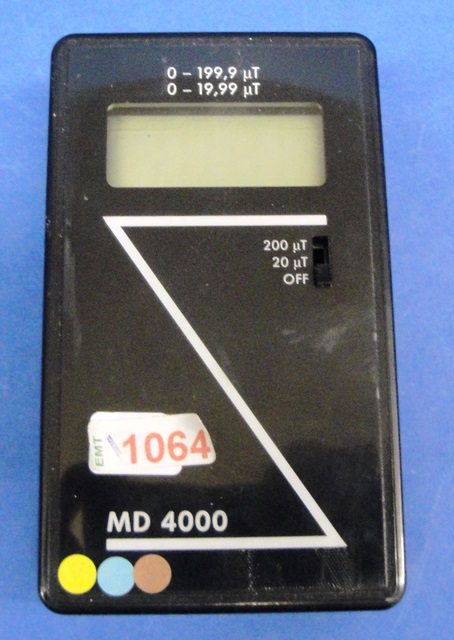 0 – 199,9 µT
0 – 19,99 µT
200 µT
20 µT
OFF
EMT
1064
MD 4000